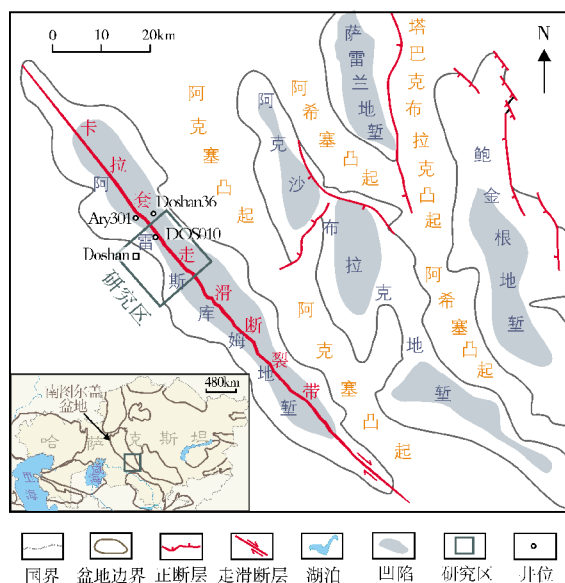 0 10 20km
N
萨雷兰地堑
塔巴克布拉克凸起
阿克塞凸起
阿希塞凸起
阿克沙布拉克地堑
鲍金根地堑
卡拉套走滑断裂带
阿雷斯库姆地堑
Doshan36
Ary301
DOS010
Doshan
研究区
阿克塞凸起
阿希塞凸起
480km
南图尔盖
盆地
哈萨克斯坦
里海
咸海
国界 盆地边界 正断层 走滑断层 湖泊 凹陷 研究区 井位